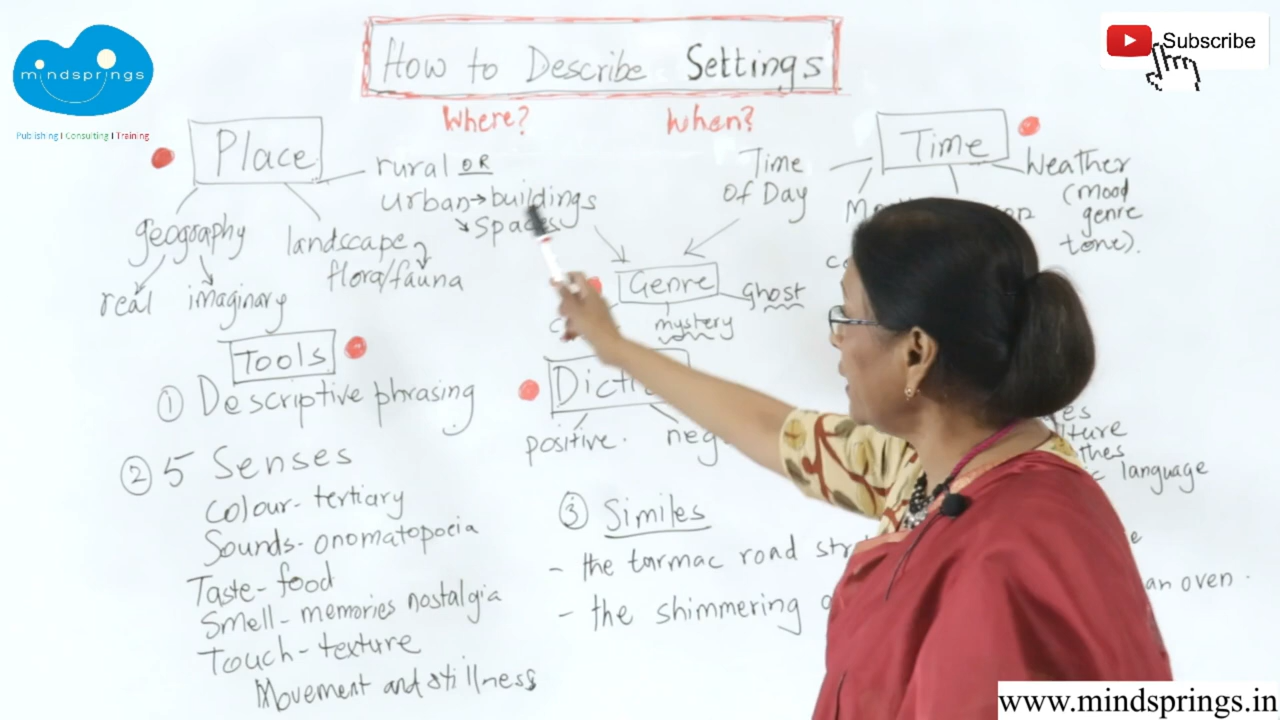 mindsprings
Publishing | Consulting | Training
How to Describe Settings
Subscribe
Where? When?
Place
rural OR
urban → buildings
↘ spaces
geography
landscape
flora/fauna
real imaginary
Time
Time
Of Day
Weather
(mood
genre
tone).
Genre
mystery
Ghost
Tools
① Descriptive phrasing
② 5 Senses
Colour - tertiary
Sounds - onomatopoeia
Taste - food
Smell - memories nostalgia
Touch - texture
Movement and stillness
positive.
language
③ Similes
- the tarmac road
- the shimmering
an oven.
www.mindsprings.in